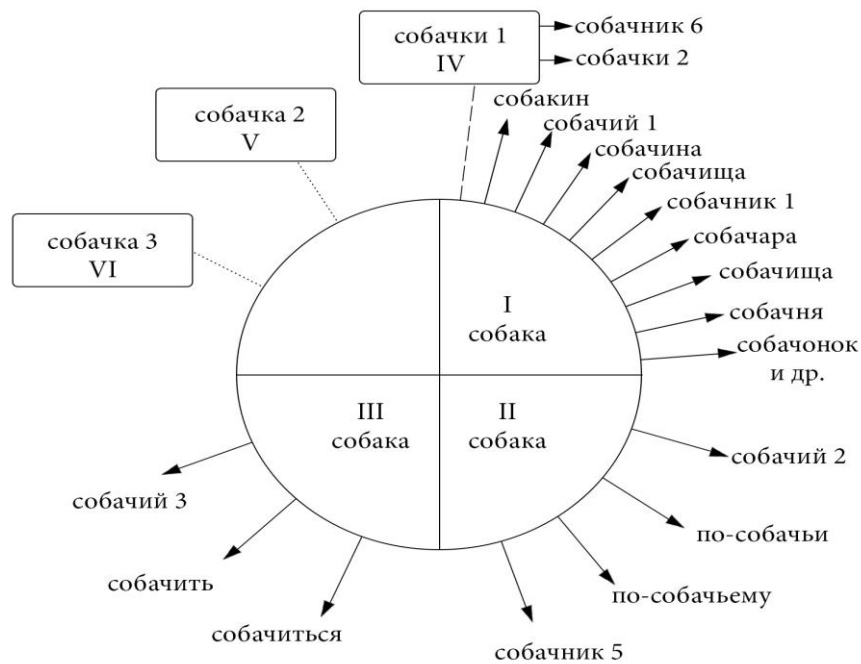 собачки 1
IV
собачник 6
собачки 2
собачка 2
V
собачка 3
VI
собакин
собачий 1
собачина
собачища
собачник 1
собачара
собачища
собачня
собачонок
и др.
I
собака
III
собака
II
собака
собачий 2
по-собачьи
по-собачьему
собачник 5
собачиться
собачить
собачий 3